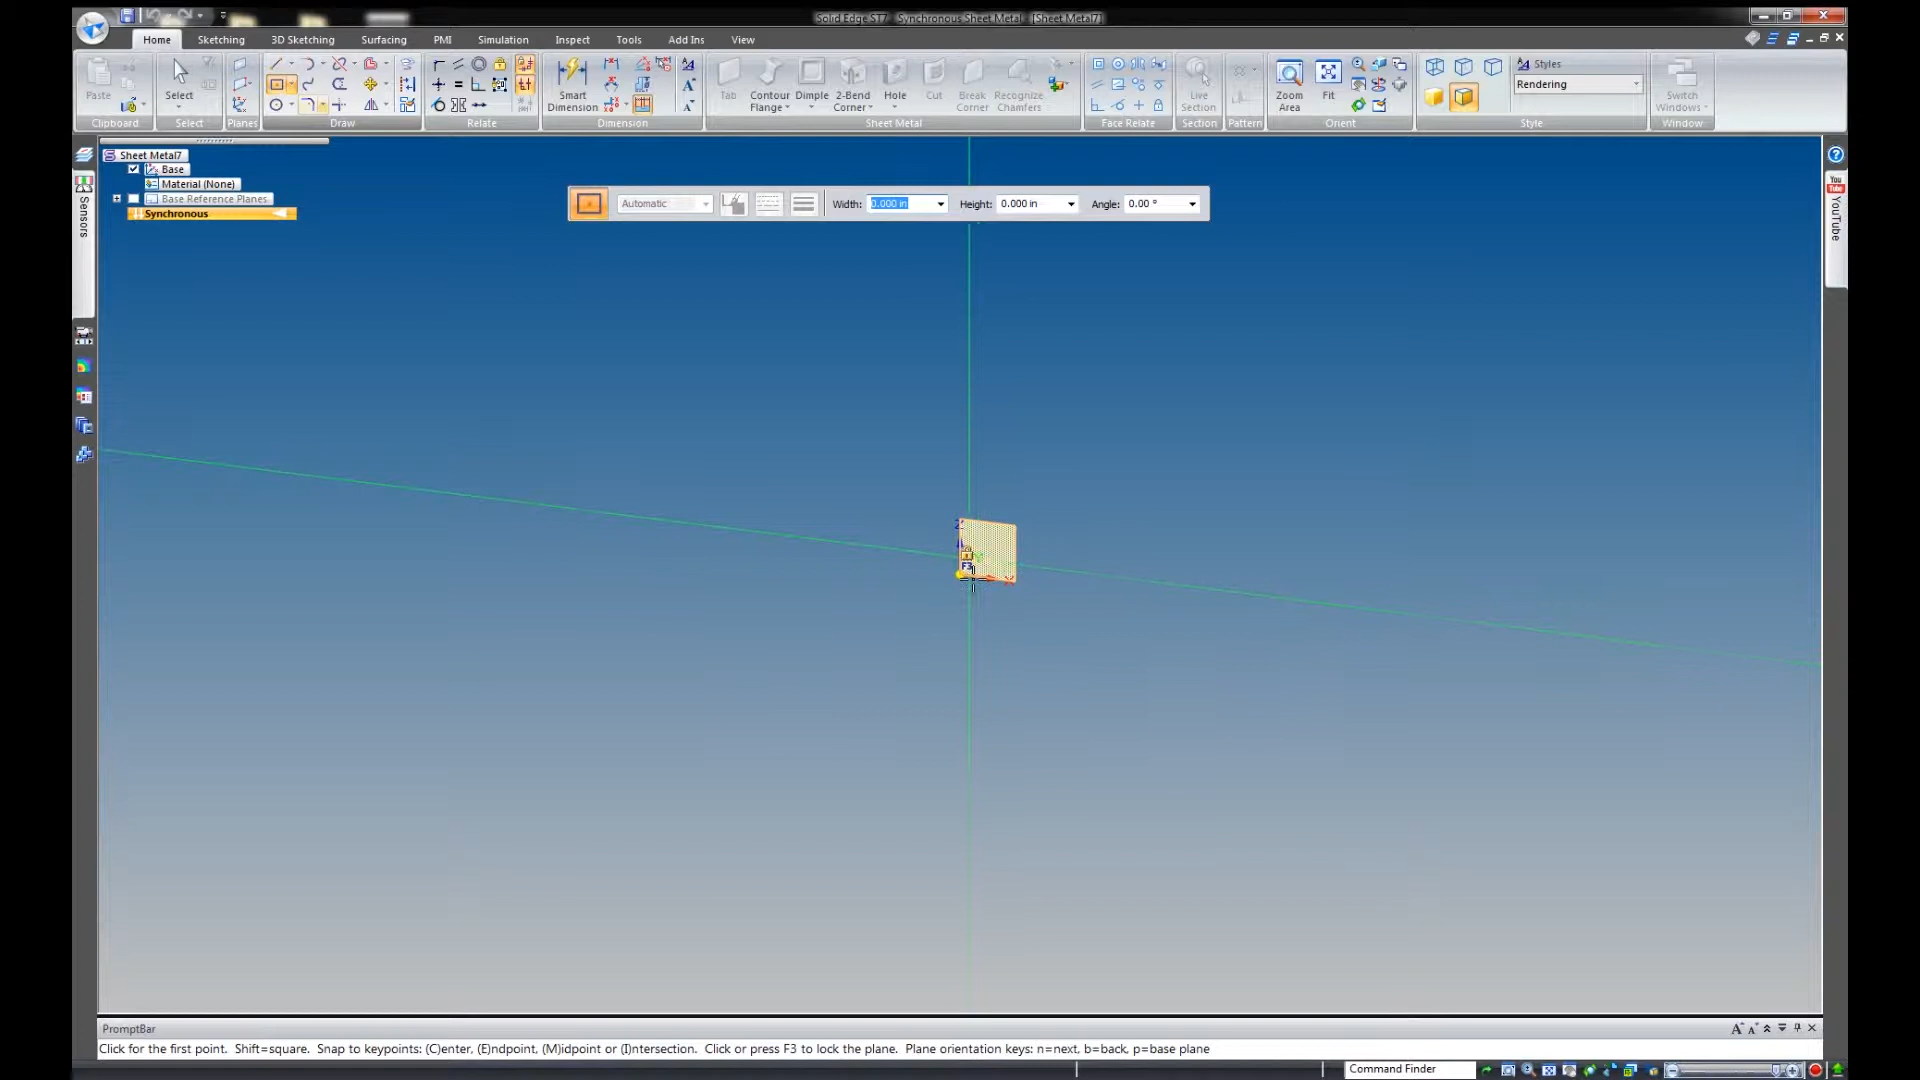 Solid Edge ST7 - Synchronous Sheet Metal - [Sheet Metal7]
Home Sketching 3D Sketching Surfacing PMI Simulation Inspect Tools Add Ins View
Paste
Clipboard
Select
Select
Planes
Draw
Relate
Smart Dimension
Dimension
Tab
Contour Flange
Dimple
2-Bend Corner
Hole
Cut
Break Corner
Recognize Chamfers
Sheet Metal
Face Relate
Live Section
Section
Pattern
Zoom Area
Fit
Orient
Styles
Rendering
Style
Switch Windows
Window
Sheet Metal7
Base
Material (None)
Base Reference Planes
Synchronous
Sensors
Automatic
Width: 0.000 in Height: 0.000 in Angle: 0.00 °
You Tube
YouTube
Z
F3
X
PromptBar
Click for the first point. Shift=square. Snap to keypoints: (C)enter, (E)ndpoint, (M)idpoint or (I)ntersection. Click or press F3 to lock the plane. Plane orientation keys: n=next, b=back, p=base plane
Command Finder